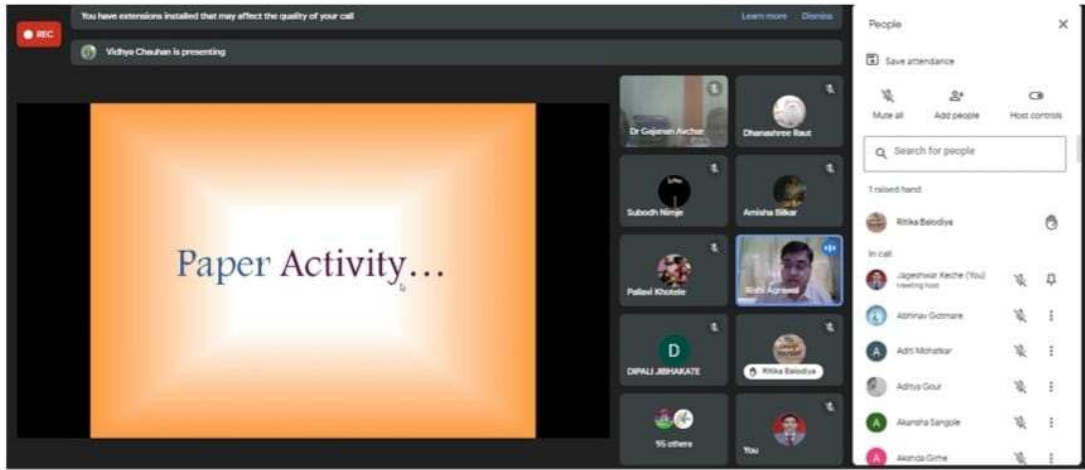 You have extensions installed that may affect the quality of your call
Learn more Dismiss
REC
Vidhya Chauhan is presenting
Paper Activity...
Dr Gajanan Avchar
Dhanashree Raut
Subodh Nimje
Amisha Bilkar
Pallavi Khotele
Rishi Agrawal
D
DIPALI JIBHAKATE
Ritika Balodiya
95 others
You
People
Save attendance
Mute all Add people Host controls
Search for people
1 raised hand
Ritika Balodiya
In call
Jageshwar Keche (You)
Meeting host
Abhinav Gotmare
A Aditi Mohatkar
Aditya Gour
A Akansha Sangole
A Akshda Girhe